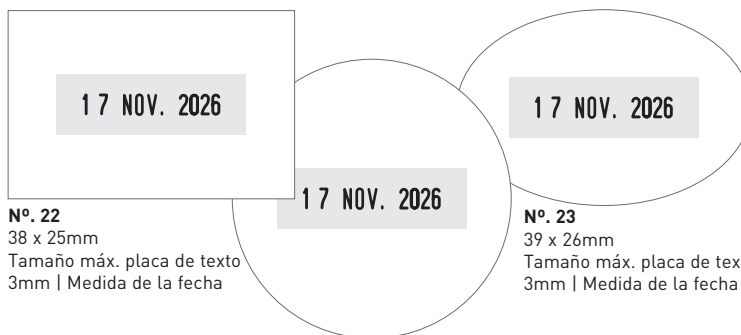 17 NOV. 2026
17 NOV. 2026
17 NOV. 2026
Nº. 22
38 x 25mm
Tamaño máx. placa de texto
3mm | Medida de la fecha
Nº. 23
39 x 26mm
Tamaño máx. placa de tex
3mm | Medida de la fecha